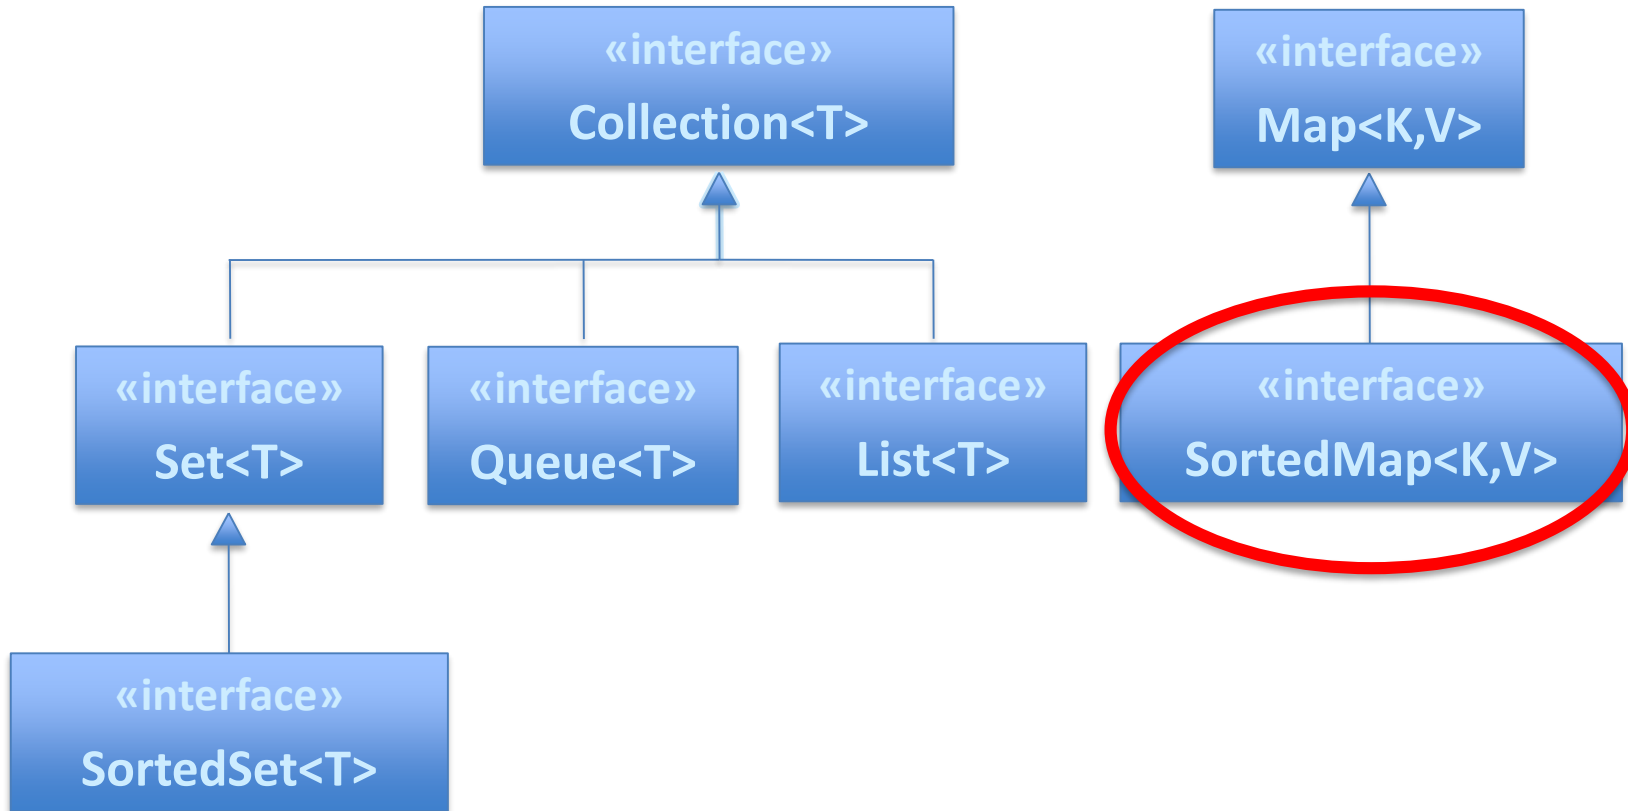 «interface»
Collection<T>
«interface»
Map<K,V>
«interface»
Set<T>
«interface»
Queue<T>
«interface»
List<T>
«interface»
SortedMap<K,V>
«interface»
SortedSet<T>